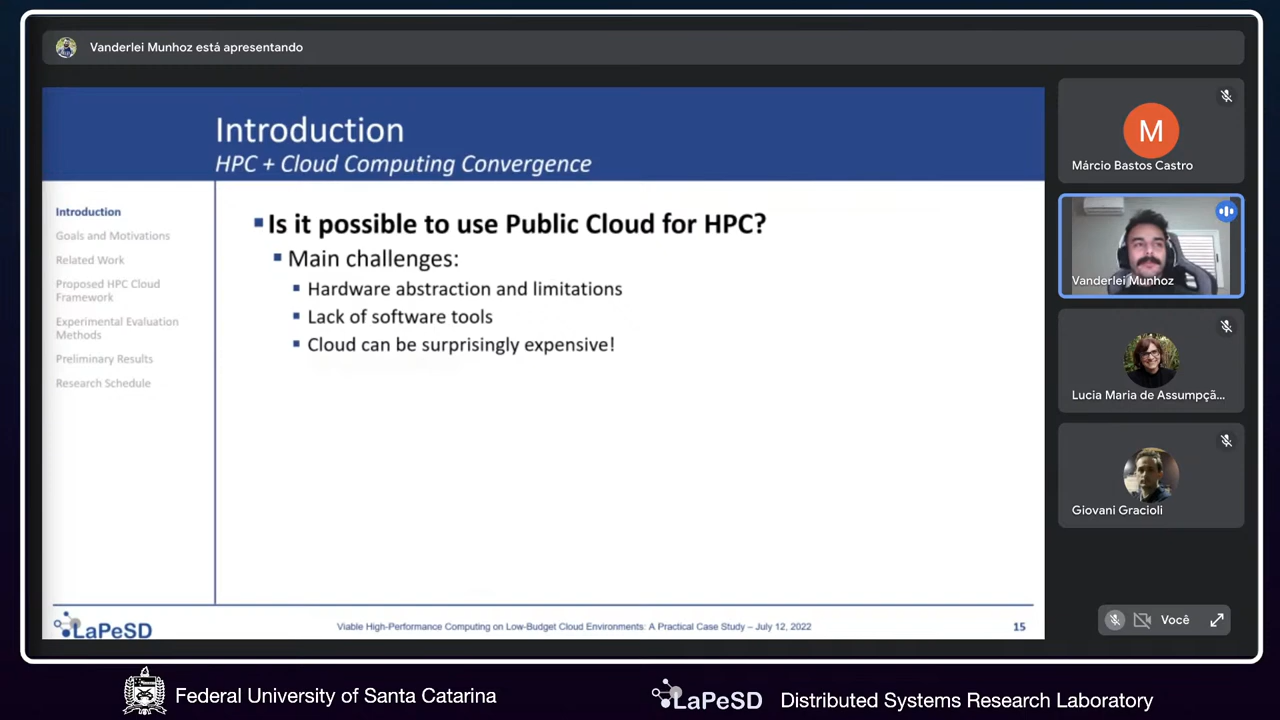 Vanderlei Munhoz está apresentando
Introduction
HPC + Cloud Computing Convergence
Introduction
Goals and Motivations
Related Work
Proposed HPC Cloud
Framework
Experimental Evaluation
Methods
Preliminary Results
Research Schedule
Is it possible to use Public Cloud for HPC?
Main challenges:
Hardware abstraction and limitations
Lack of software tools
Cloud can be surprisingly expensive!
LaPeSD
Viable High-Performance Computing on Low-Budget Cloud Environments: A Practical Case Study – July 12, 2022
15
M
Márcio Bastos Castro
Vanderlei Munhoz
Lucia Maria de Assumpçã...
Giovani Gracioli
Você
Federal University of Santa Catarina
LaPeSD
Distributed Systems Research Laboratory